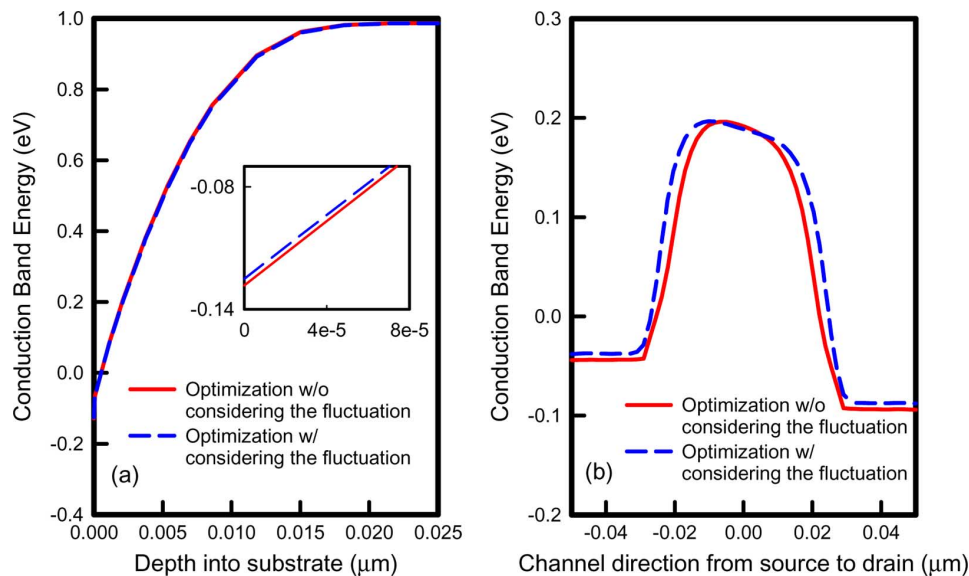 1.0
0.8
0.6
0.4
0.2
0.0
-0.2
-0.4
Conduction Band Energy (eV)
-0.08
-0.14
0
4e-5
8e-5
Optimization w/o
considering the fluctuation
Optimization w/
considering the fluctuation
(a)
0.000 0.005 0.010 0.015 0.020 0.025
Depth into substrate (μm)
0.3
0.2
0.1
0.0
-0.1
-0.2
Conduction Band Energy (eV)
Optimization w/o
considering the fluctuation
Optimization w/
considering the fluctuation
(b)
-0.04 -0.02 0.00 0.02 0.04
Channel direction from source to drain (μm)